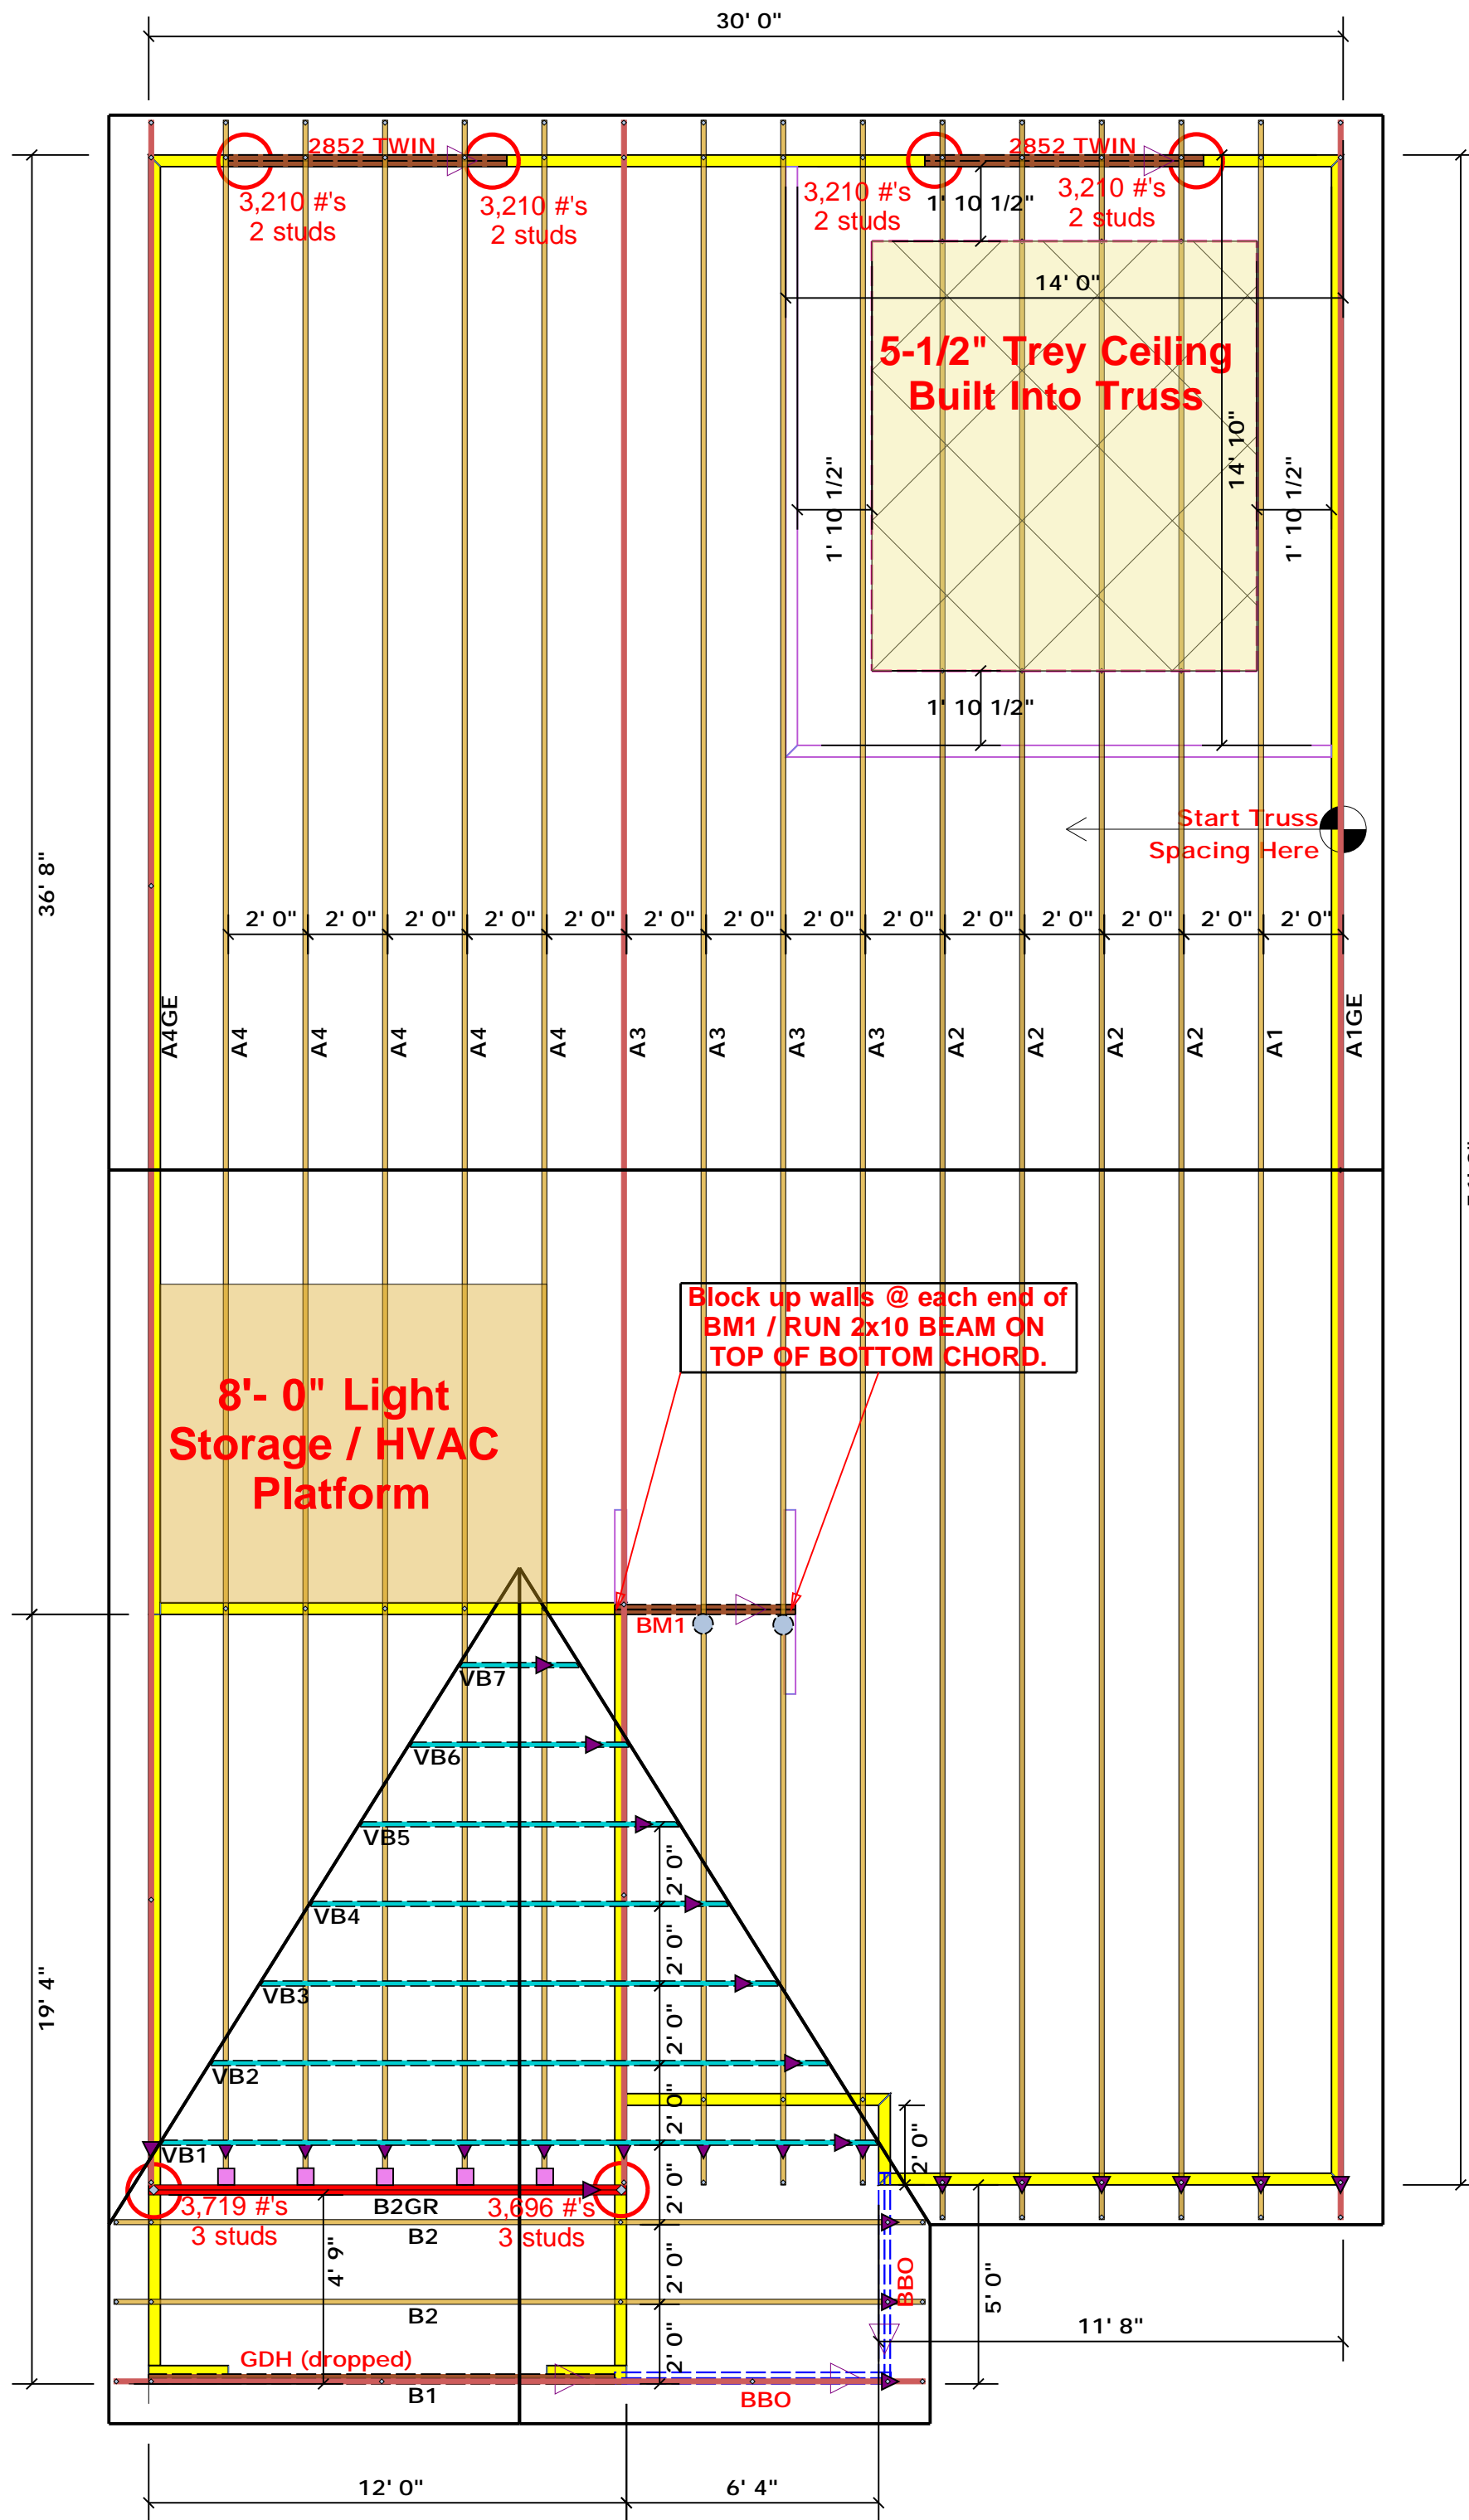 30' 0"
2852 TWIN
2852 TWIN
3,210 #'s
2 studs
3,210 #'s
2 studs
3,210 #'s
2 studs
3,210 #'s
2 studs
1' 10 1/2"
14' 0"
5-1/2" Trey Ceiling
Built Into Truss
14' 10"
1' 10 1/2"
1' 10 1/2"
1' 10 1/2"
Start Truss
Spacing Here
36' 8"
2' 0"
2' 0"
2' 0"
2' 0"
2' 0"
2' 0"
2' 0"
2' 0"
2' 0"
2' 0"
2' 0"
2' 0"
2' 0"
2' 0"
A4GE
A4
A4
A4
A4
A4
A3
A3
A3
A3
A2
A2
A2
A2
A1
A1GE
Block up walls @ each end of
BM1 / RUN 2x10 BEAM ON
TOP OF BOTTOM CHORD.
8'- 0" Light
Storage / HVAC
Platform
BM1
VB7
VB6
VB5
2' 0"
VB4
2' 0"
19' 4"
VB3
2' 0"
VB2
2' 0"
VB1
2' 0"
2' 0"
3,719 #'s
3 studs
B2GR
3,696 #'s
3 studs
B2
4' 9"
2' 0"
BBO
5' 0"
B2
11' 8"
2' 0"
GDH (dropped)
B1
BBO
12' 0"
6' 4"